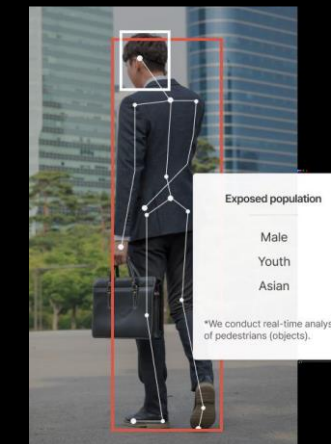 Exposed population
Male
Youth
Asian
*We conduct real-time analys
of pedestrians (objects).